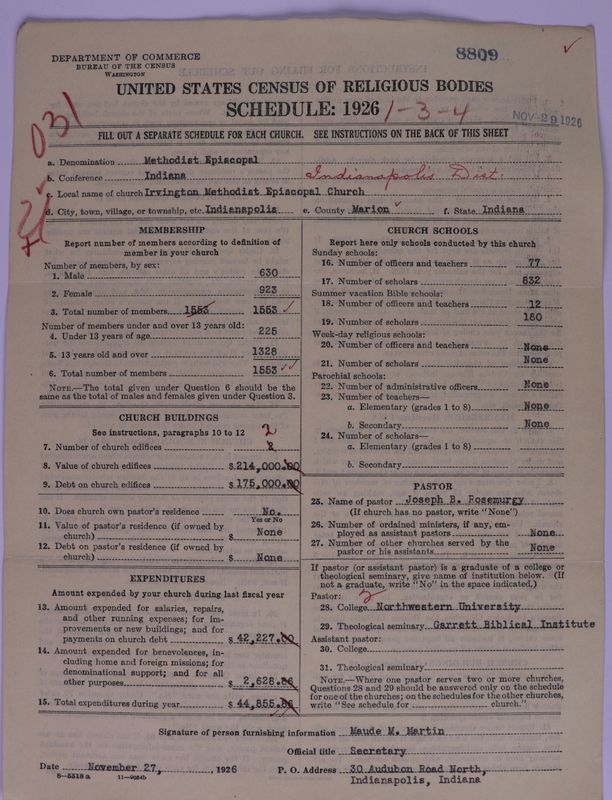 8809
DEPARTMENT OF COMMERCE
BUREAU OF THE CENSUS
WASHINGTON
UNITED STATES CENSUS OF RELIGIOUS BODIES
SCHEDULE: 1926 1-3-4
NOV 29 1926
FILL OUT A SEPARATE SCHEDULE FOR EACH CHURCH. SEE INSTRUCTIONS ON THE BACK OF THIS SHEET
031
a. Denomination Methodist Episcopal
b. Conference Indiana Indianapolis Dist.
c. Local name of church Irvington Methodist Episcopal Church
d. City, town, village, or township, etc. Indianapolis e. County Marion f. State Indiana
MEMBERSHIP
Report number of members according to definition of
member in your church
Number of members, by sex:
1. Male 630
2. Female 923
3. Total number of members 1553 1553
Number of members under and over 13 years old:
4. Under 13 years of age 225
5. 13 years old and over 1328
6. Total number of members 1553
NOTE.—The total given under Question 6 should be
same as the total of males and females given under Question 3.
CHURCH BUILDINGS
See instructions, paragraphs 10 to 12
2
7. Number of church edifices
8. Value of church edifices $214,000.00
9. Debt on church edifices $175,000.00
10. Does church own pastor's residence No.
Yes or No
11. Value of pastor's residence (if owned by
church) $ None
12. Debt on pastor's residence (if owned by
church) $ None
EXPENDITURES
Amount expended by your church during last fiscal year
13. Amount expended for salaries, repairs,
and other running expenses; for im-
provements or new buildings; and for
payments on church debt $ 42,227.00
14. Amount expended for benevolences, in-
cluding home and foreign missions; for
denominational support; and for all
other purposes $ 2,628.86
15. Total expenditures during year $ 44,855.86
CHURCH SCHOOLS
Report here only schools conducted by this church
Sunday schools:
16. Number of officers and teachers 77
17. Number of scholars 832
Summer vacation Bible schools:
18. Number of officers and teachers 12
19. Number of scholars 180
Week-day religious schools:
20. Number of officers and teachers None
21. Number of scholars None
Parochial schools:
22. Number of administrative officers None
23. Number of teachers—
a. Elementary (grades 1 to 8) None
b. Secondary None
24. Number of scholars—
a. Elementary (grades 1 to 8)
b. Secondary
PASTOR
25. Name of pastor Joseph B. Rosemurgy
(If church has no pastor, write "None")
26. Number of ordained ministers, if any, em-
ployed as assistant pastors None
27. Number of other churches served by the
pastor or his assistants None
If pastor (or assistant pastor) is a graduate of a college or
theological seminary, give name of institution below. (If
not a graduate, write "No" in the space indicated.)
Pastor:
28. College Northwestern University
29. Theological seminary Garrett Biblical Institute
Assistant pastor:
30. College
31. Theological seminary
NOTE.—Where one pastor serves two or more churches,
Questions 28 and 29 should be answered only on the schedule
for one of the churches; on the schedules for the other churches,
write "See schedule for church."
Signature of person furnishing information Maude M. Martin
Official title Secretary
Date November 27, , 1926 P. O. Address 30 Audubon Road North,
Indianapolis, Indiana
8—5518 a